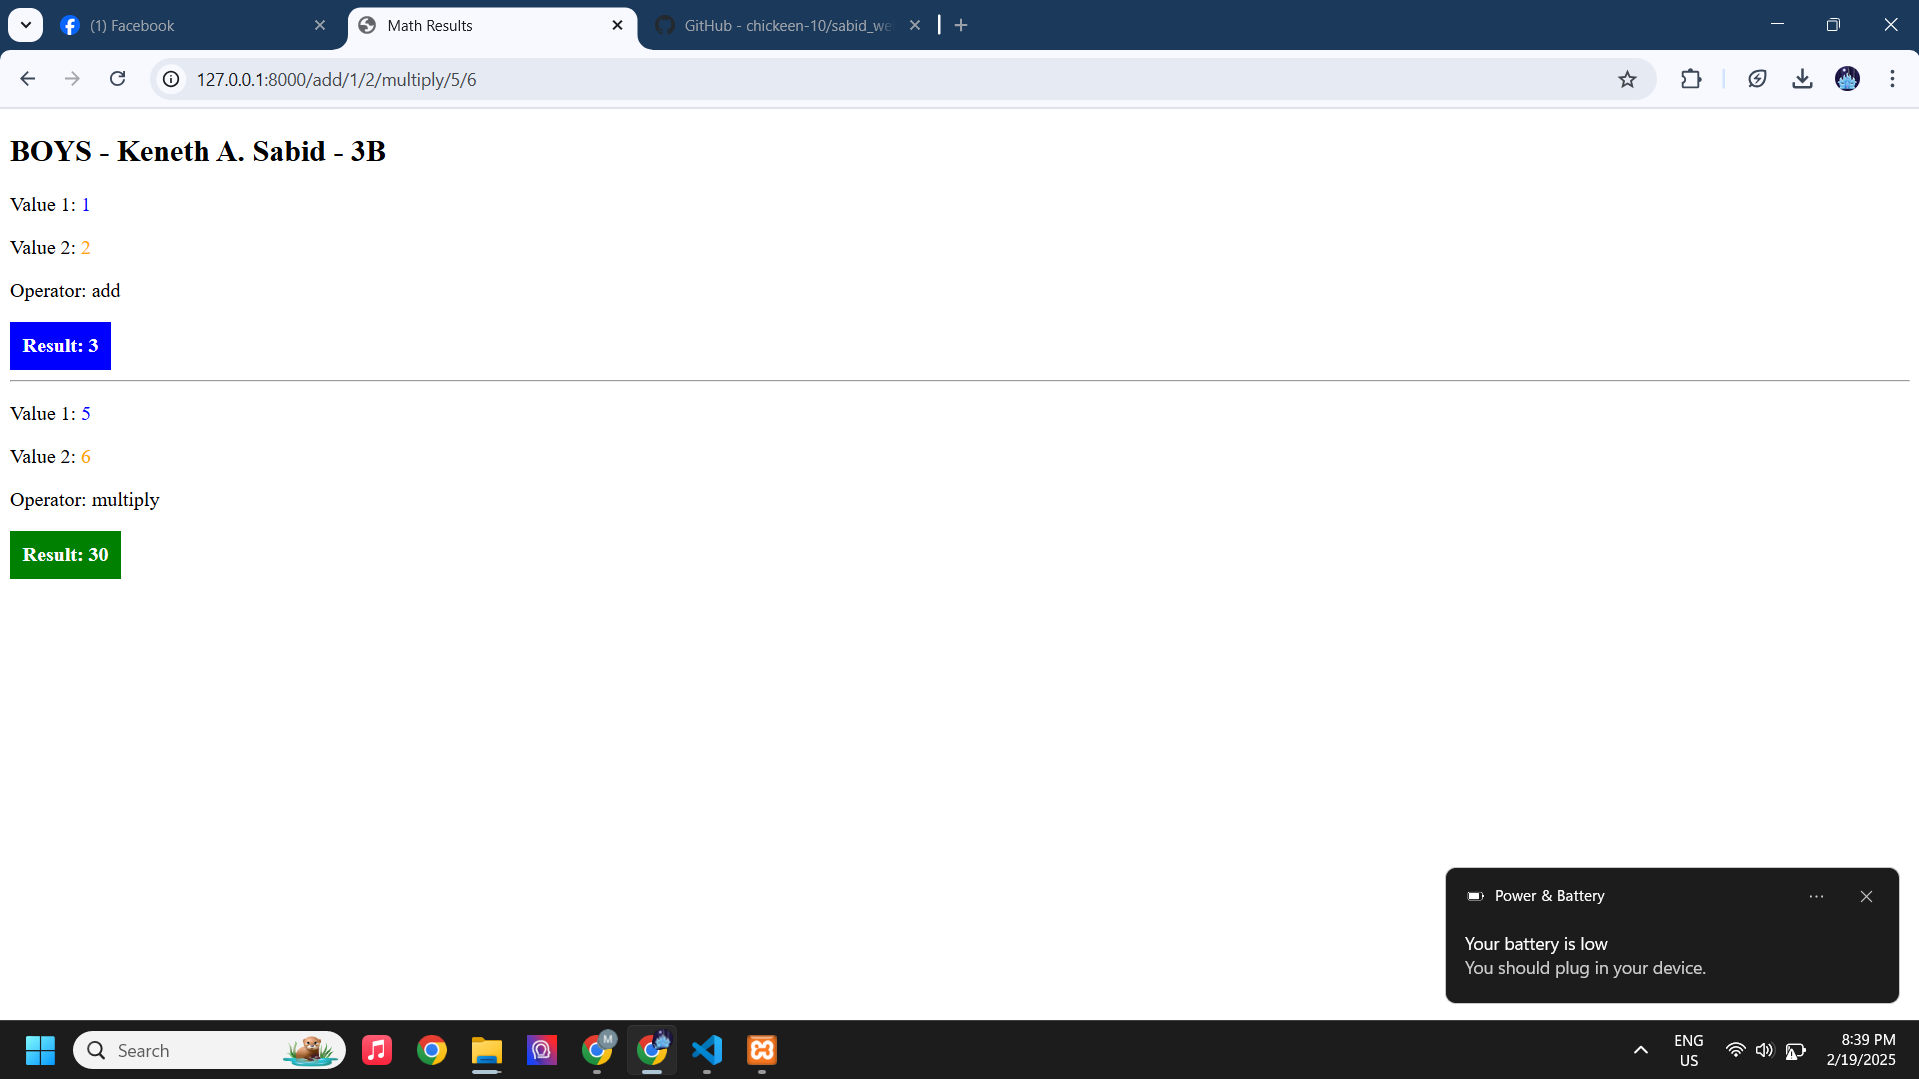 (1) Facebook
Math Results
GitHub - chickeen-10/sabid_we
127.0.0.1:8000/add/1/2/multiply/5/6
BOYS - Keneth A. Sabid - 3B
Value 1: 1
Value 2: 2
Operator: add
Result: 3
Value 1: 5
Value 2: 6
Operator: multiply
Result: 30
Power & Battery
Your battery is low
You should plug in your device.
Search
M
ENG
US
8:39 PM
2/19/2025